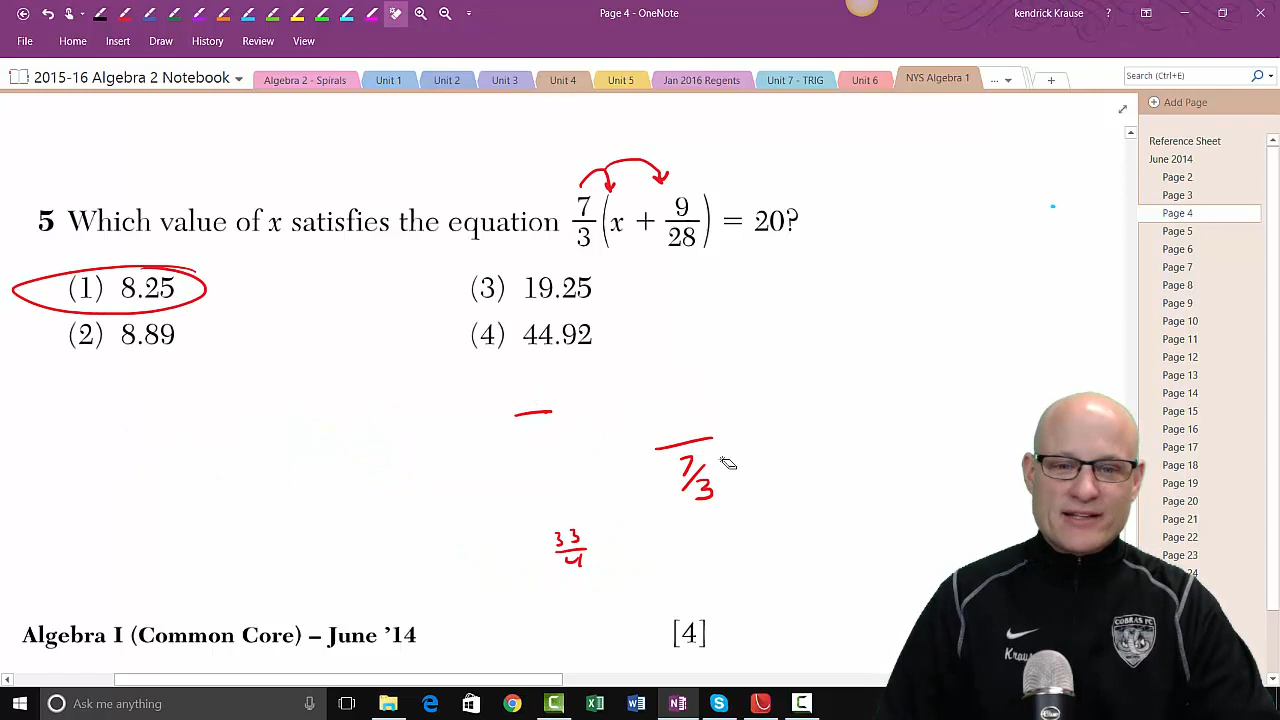 Page 4 - OneNote
kendrick Krause
File Home Insert Draw History Review View
2015-16 Algebra 2 Notebook
Algebra 2 - Spirals Unit 1 Unit 2 Unit 3 Unit 4 Unit 5 Jan 2016 Regents Unit 7 - TRIG Unit 6 NYS Algebra 1 ... +
Search (Ctrl+E)
Add Page
Reference Sheet
June 2014
Page 2
Page 3
Page 4
Page 5
Page 6
Page 7
Page 8
Page 9
Page 10
Page 11
Page 12
Page 13
Page 14
Page 15
Page 16
Page 17
Page 18
Page 19
Page 20
Page 21
Page 22
Page 23
24
5 Which value of x satisfies the equation 7/3 (x + 9/28) = 20?
(1) 8.25 (3) 19.25
(2) 8.89 (4) 44.92
7/3
33/4
Algebra I (Common Core) – June '14 [4]
COBRAS FC
Krau
Blue
Ask me anything